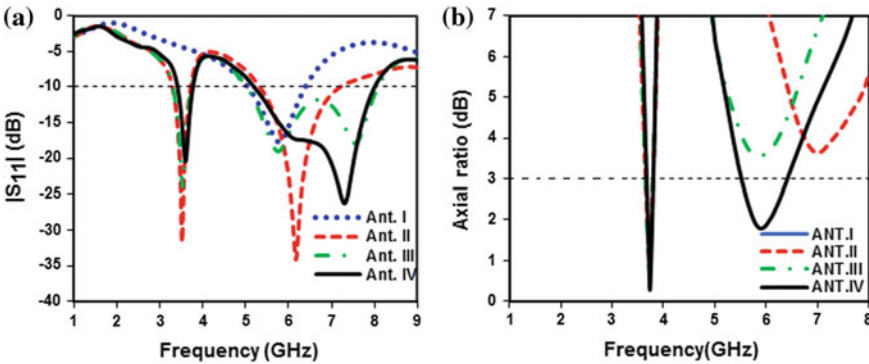 (a)
0
-5
-10
-15
-20
-25
-30
-35
-40
|S11| (dB)
Ant. I
Ant. II
Ant. III
Ant. IV
1 2 3 4 5 6 7 8 9
Frequency (GHz)
(b)
7
6
5
4
3
2
1
0
Axial ratio (dB)
ANT.I
ANT.II
ANT.III
ANT.IV
1 2 3 4 5 6 7 8
Frequency(GHz)